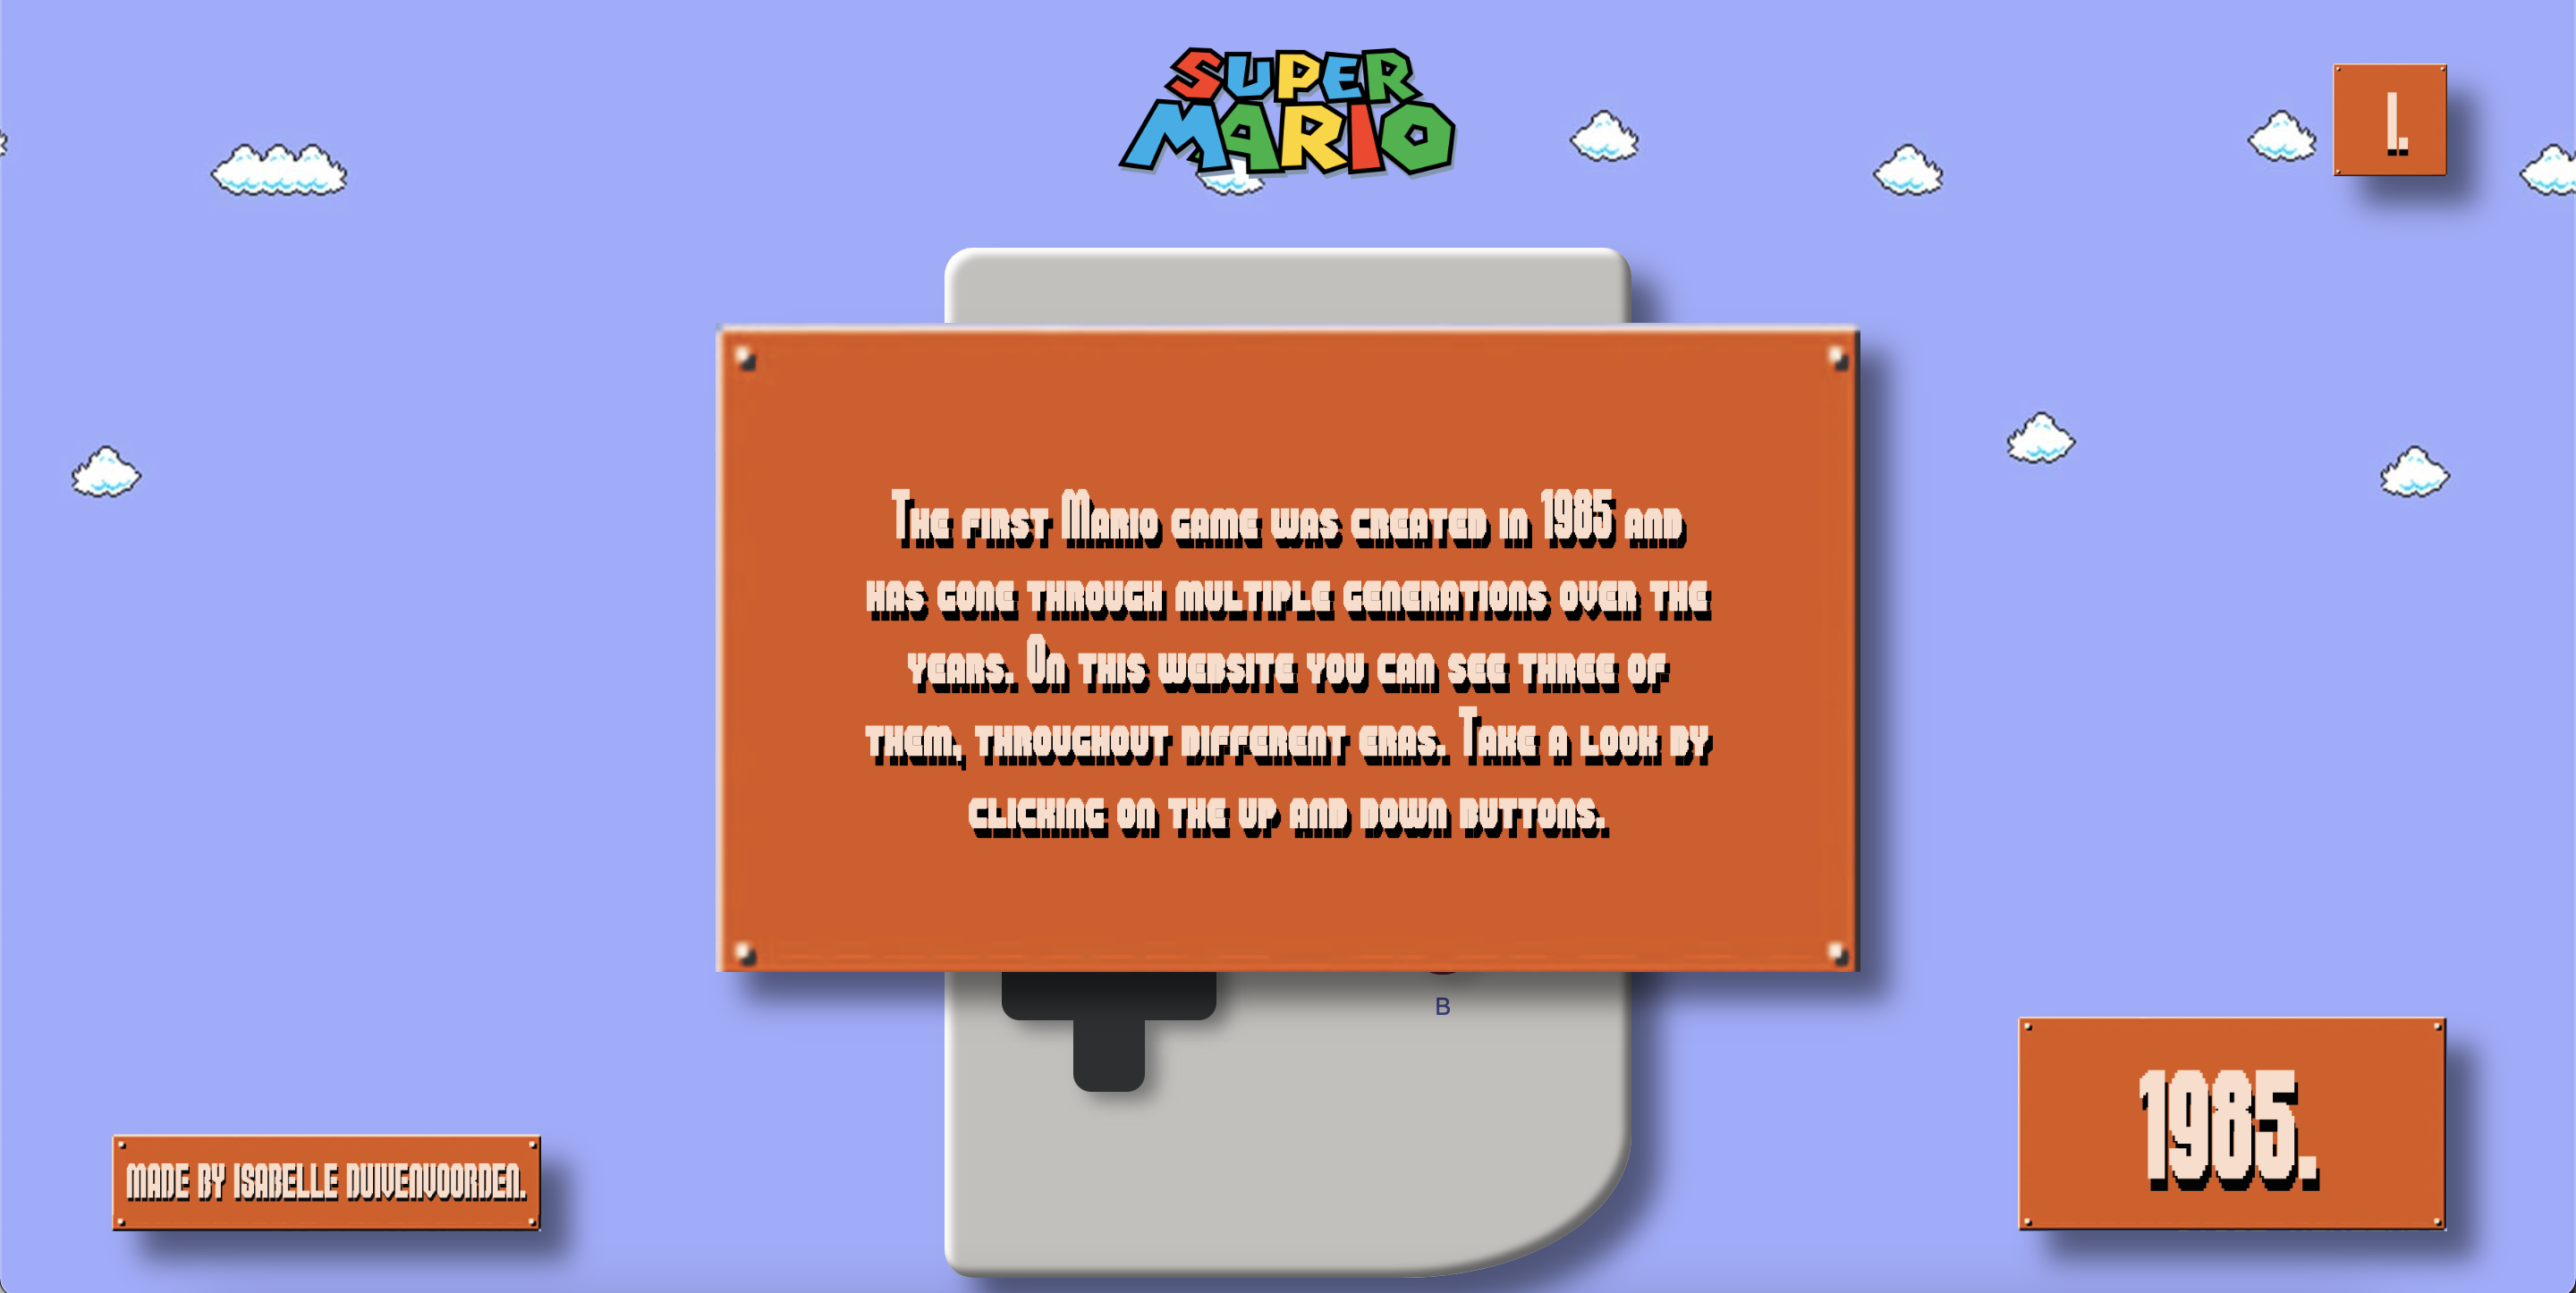 SUPER
MARIO
I.
The first Mario game was created in 1985 and
has gone through multiple generations over the
years. On this website you can see three of
them, throughout different eras. Take a look by
clicking on the up and down buttons.
B
MADE BY ISABELLE DUIVENVOORDEN.
1985.